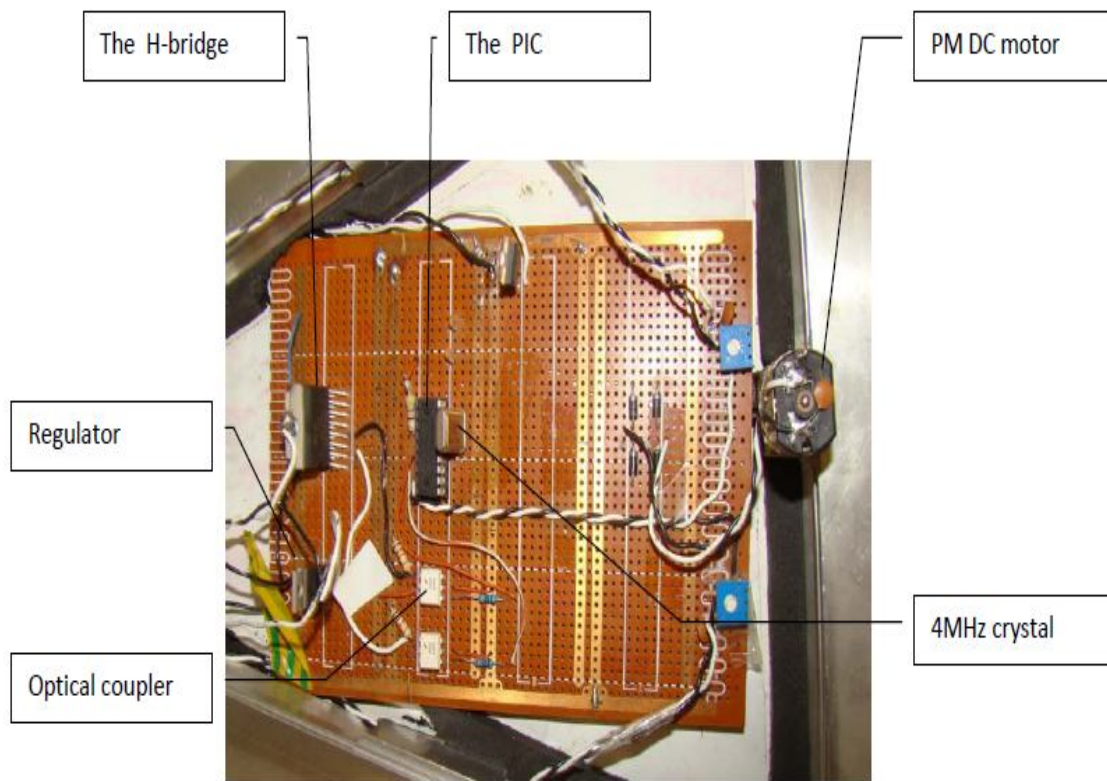 The H-bridge
The PIC
PM DC motor
Regulator
4MHz crystal
Optical coupler